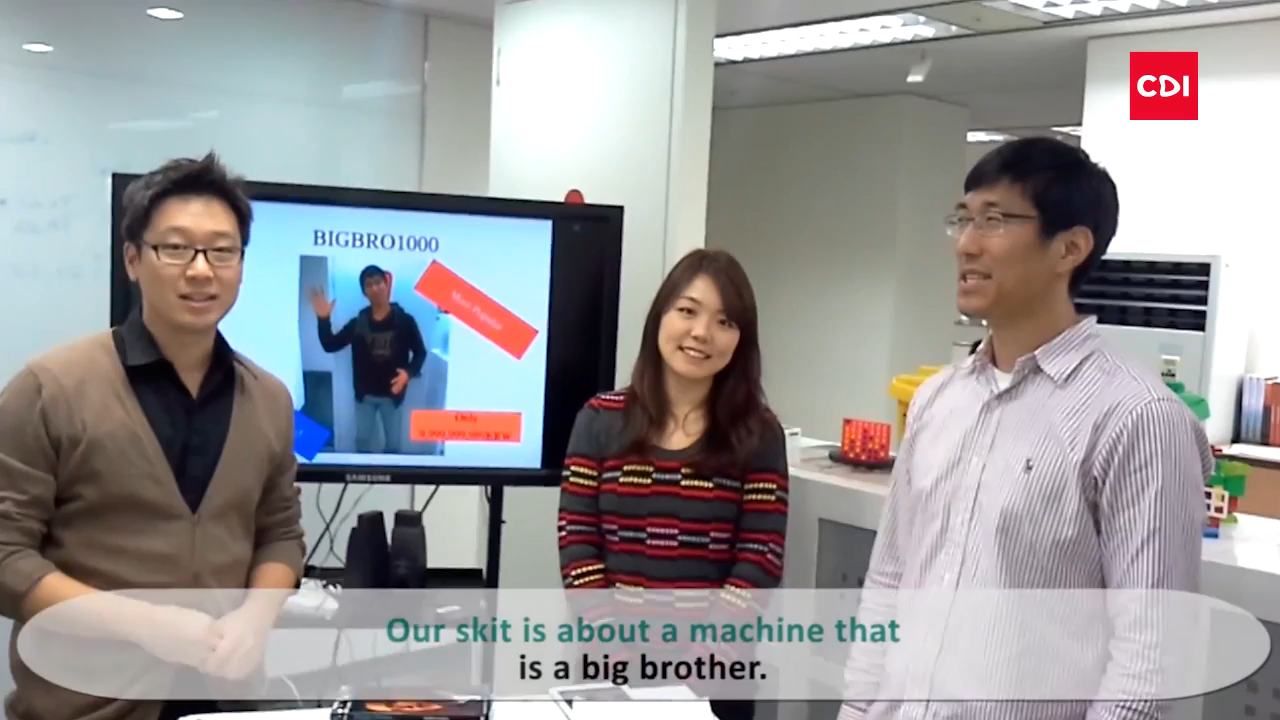 CDI
BIGBRO1000
Most Popular
Only
SAMSUNG
Our skit is about a machine that
is a big brother.